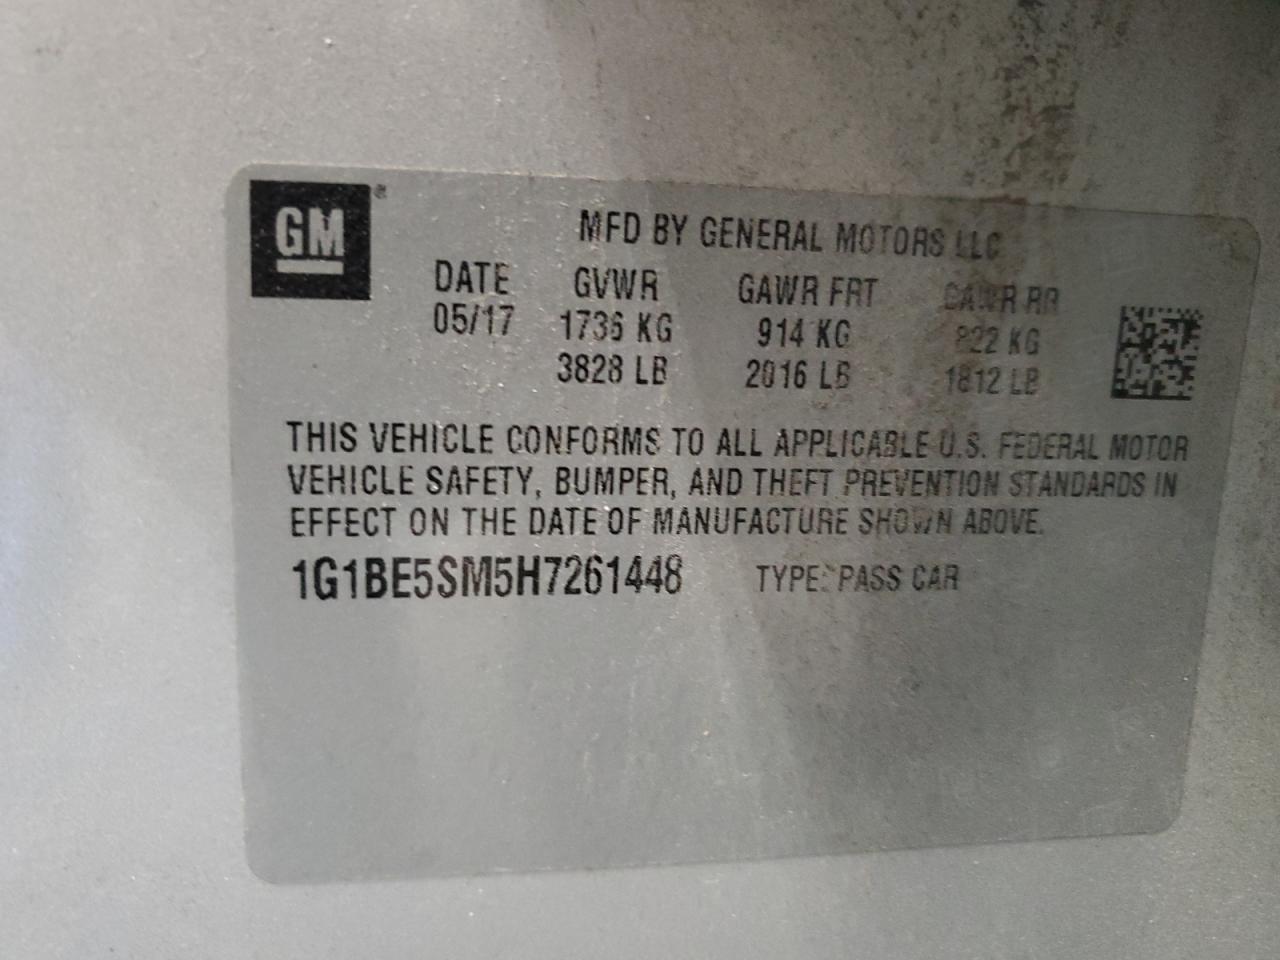 GM®
MFD BY GENERAL MOTORS LLC
DATE GVWR GAWR FRT GAWR RR
05/17 1736 KG 914 KG 822 KG
3828 LB 2016 LB 1812 LB
THIS VEHICLE CONFORMS TO ALL APPLICABLE U.S. FEDERAL MOTOR
VEHICLE SAFETY, BUMPER, AND THEFT PREVENTION STANDARDS IN
EFFECT ON THE DATE OF MANUFACTURE SHOWN ABOVE.
1G1BE5SM5H7261448 TYPE: PASS CAR